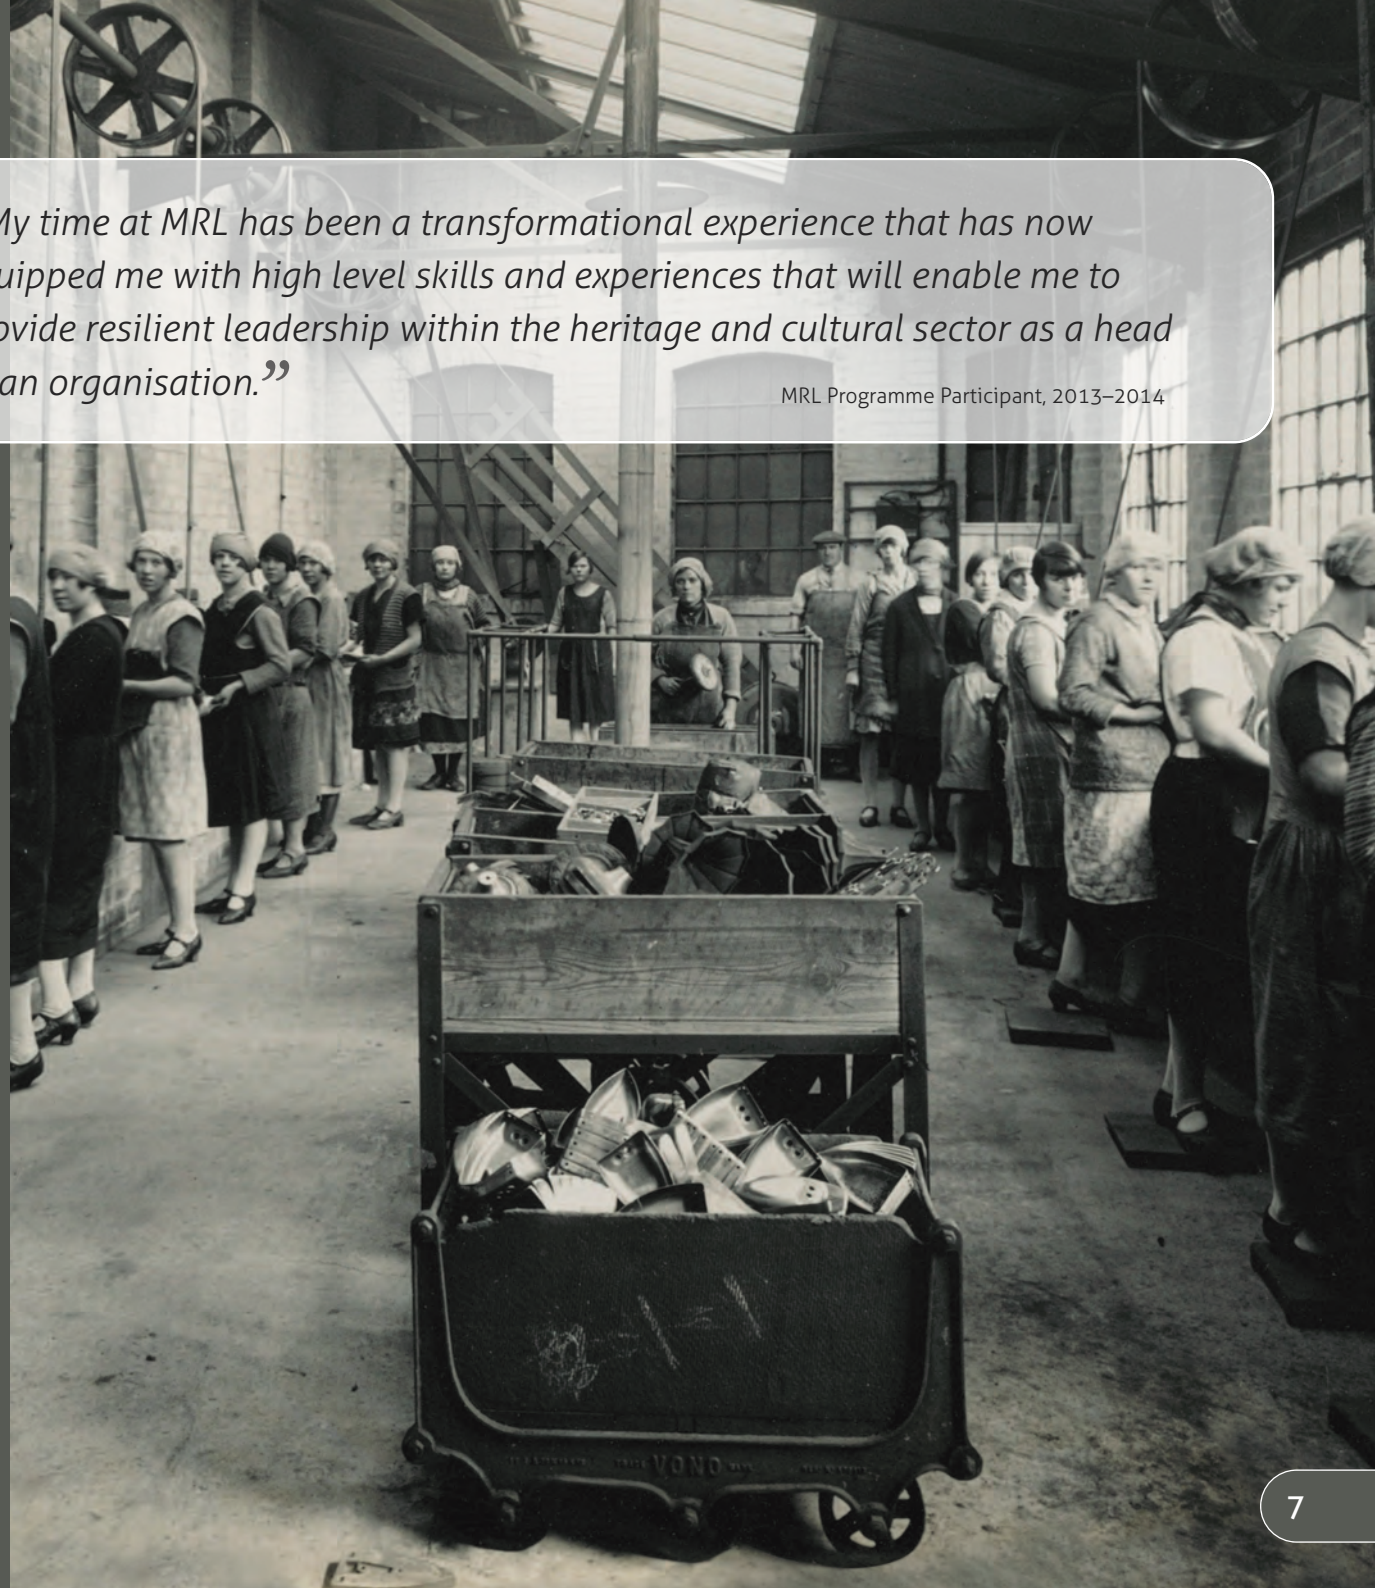 My time at MRL has been a transformational experience that has now
uipped me with high level skills and experiences that will enable me to
ovide resilient leadership within the heritage and cultural sector as a head
an organisation.”
MRL Programme Participant, 2013–2014
VONO
7